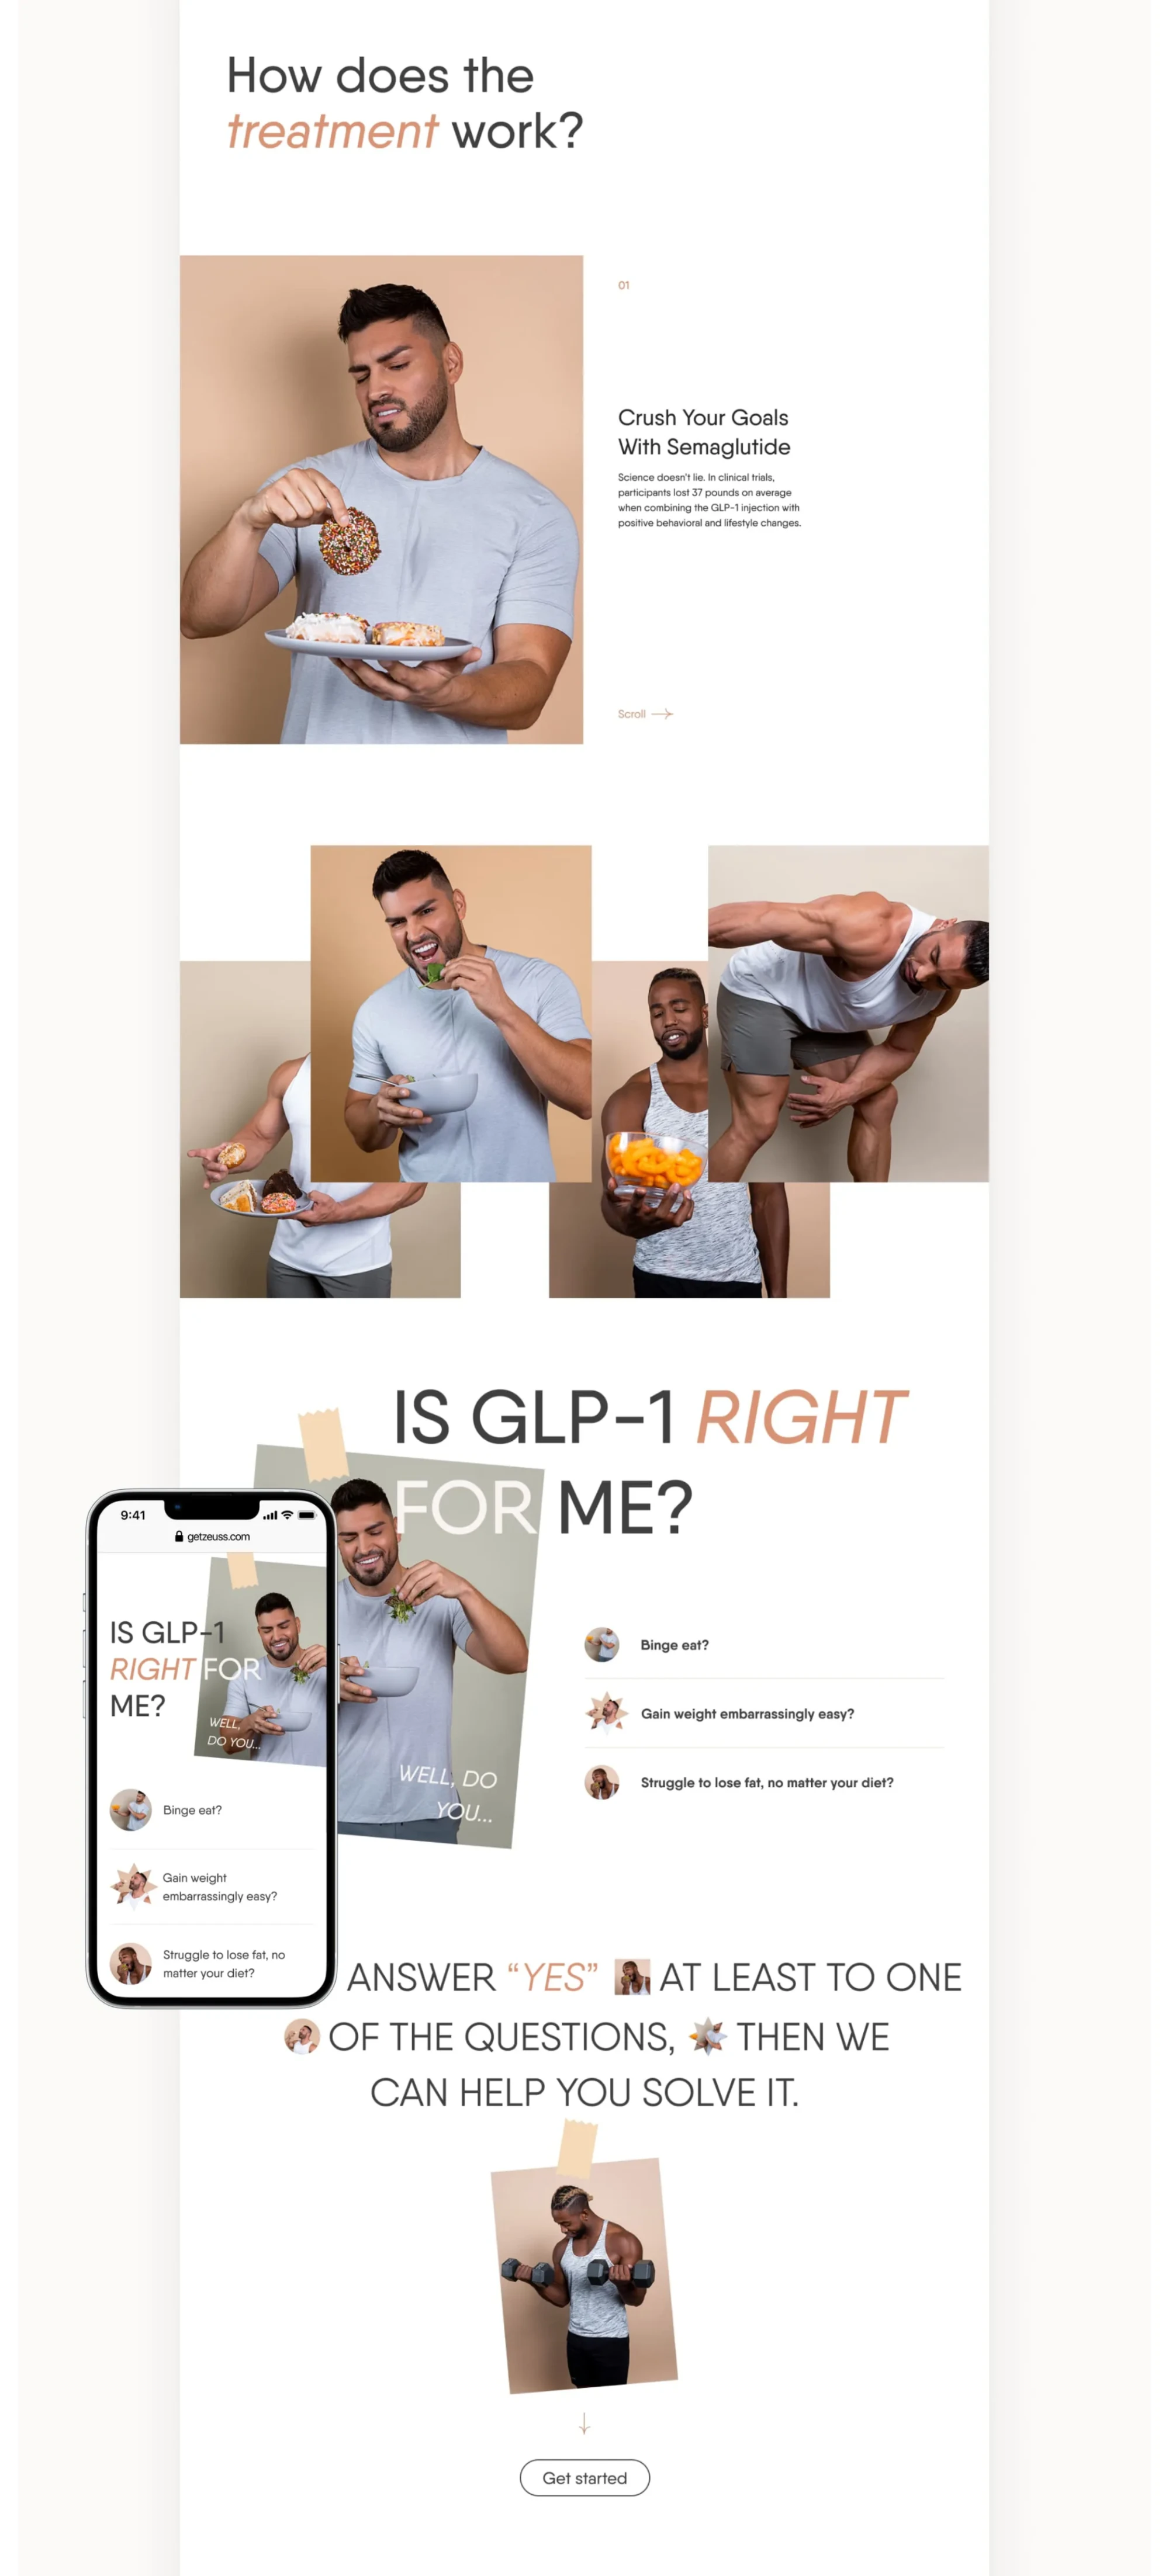 How does the
treatment work?
01
Crush Your Goals
With Semaglutide
Science doesn't lie. In clinical trials,
participants lost 37 pounds on average
when combining the GLP-1 injection with
positive behavioral and lifestyle changes.
Scroll
IS GLP-1 RIGHT
FOR ME?
WELL, DO
YOU...
Binge eat?
Gain weight embarrassingly easy?
Struggle to lose fat, no matter your diet?
9:41
getzeuss.com
IS GLP-1
RIGHT FOR
ME?
WELL,
DO YOU...
Binge eat?
Gain weight
embarrassingly easy?
Struggle to lose fat, no
matter your diet?
ANSWER “YES” AT LEAST TO ONE
OF THE QUESTIONS, THEN WE
CAN HELP YOU SOLVE IT.
Get started